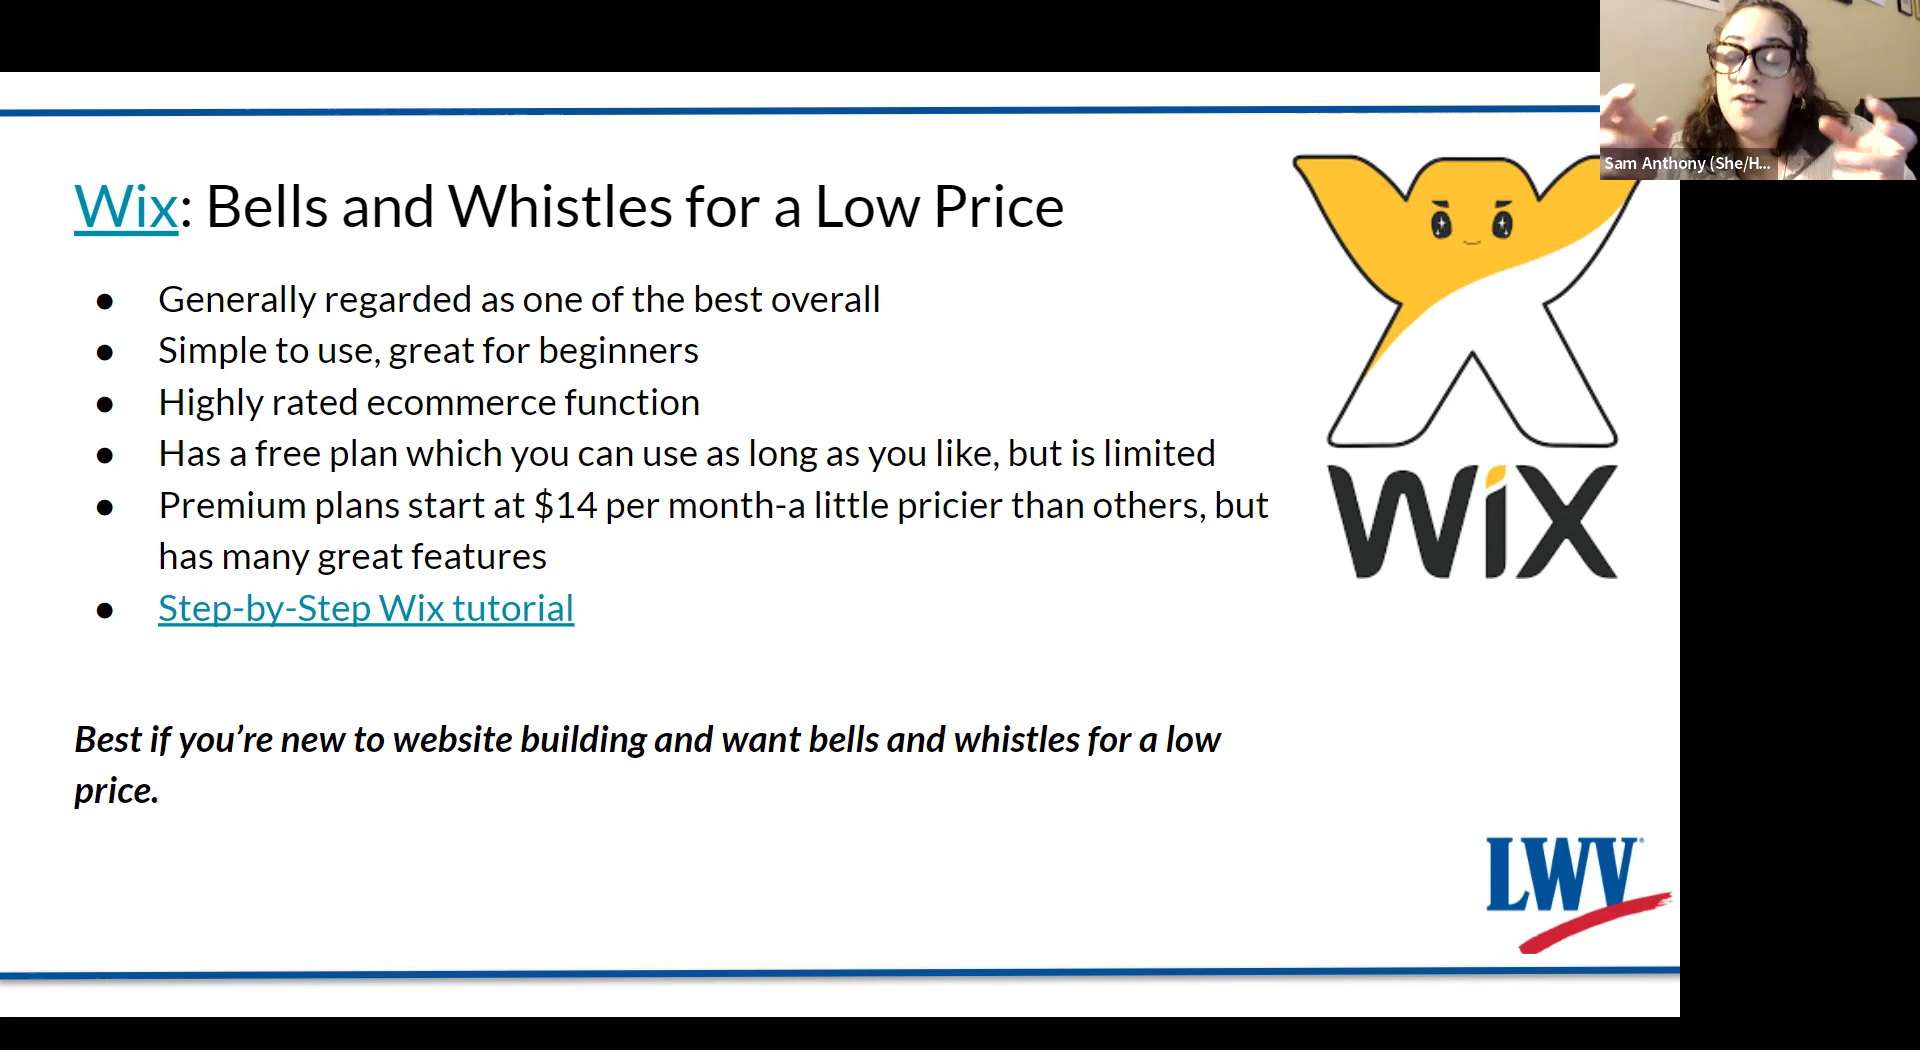 Sam Anthony (She/H...
Wix: Bells and Whistles for a Low Price
● Generally regarded as one of the best overall
● Simple to use, great for beginners
● Highly rated ecommerce function
● Has a free plan which you can use as long as you like, but is limited
● Premium plans start at $14 per month-a little pricier than others, but
has many great features
● Step-by-Step Wix tutorial
WiX
Best if you’re new to website building and want bells and whistles for a low
price.
LWV